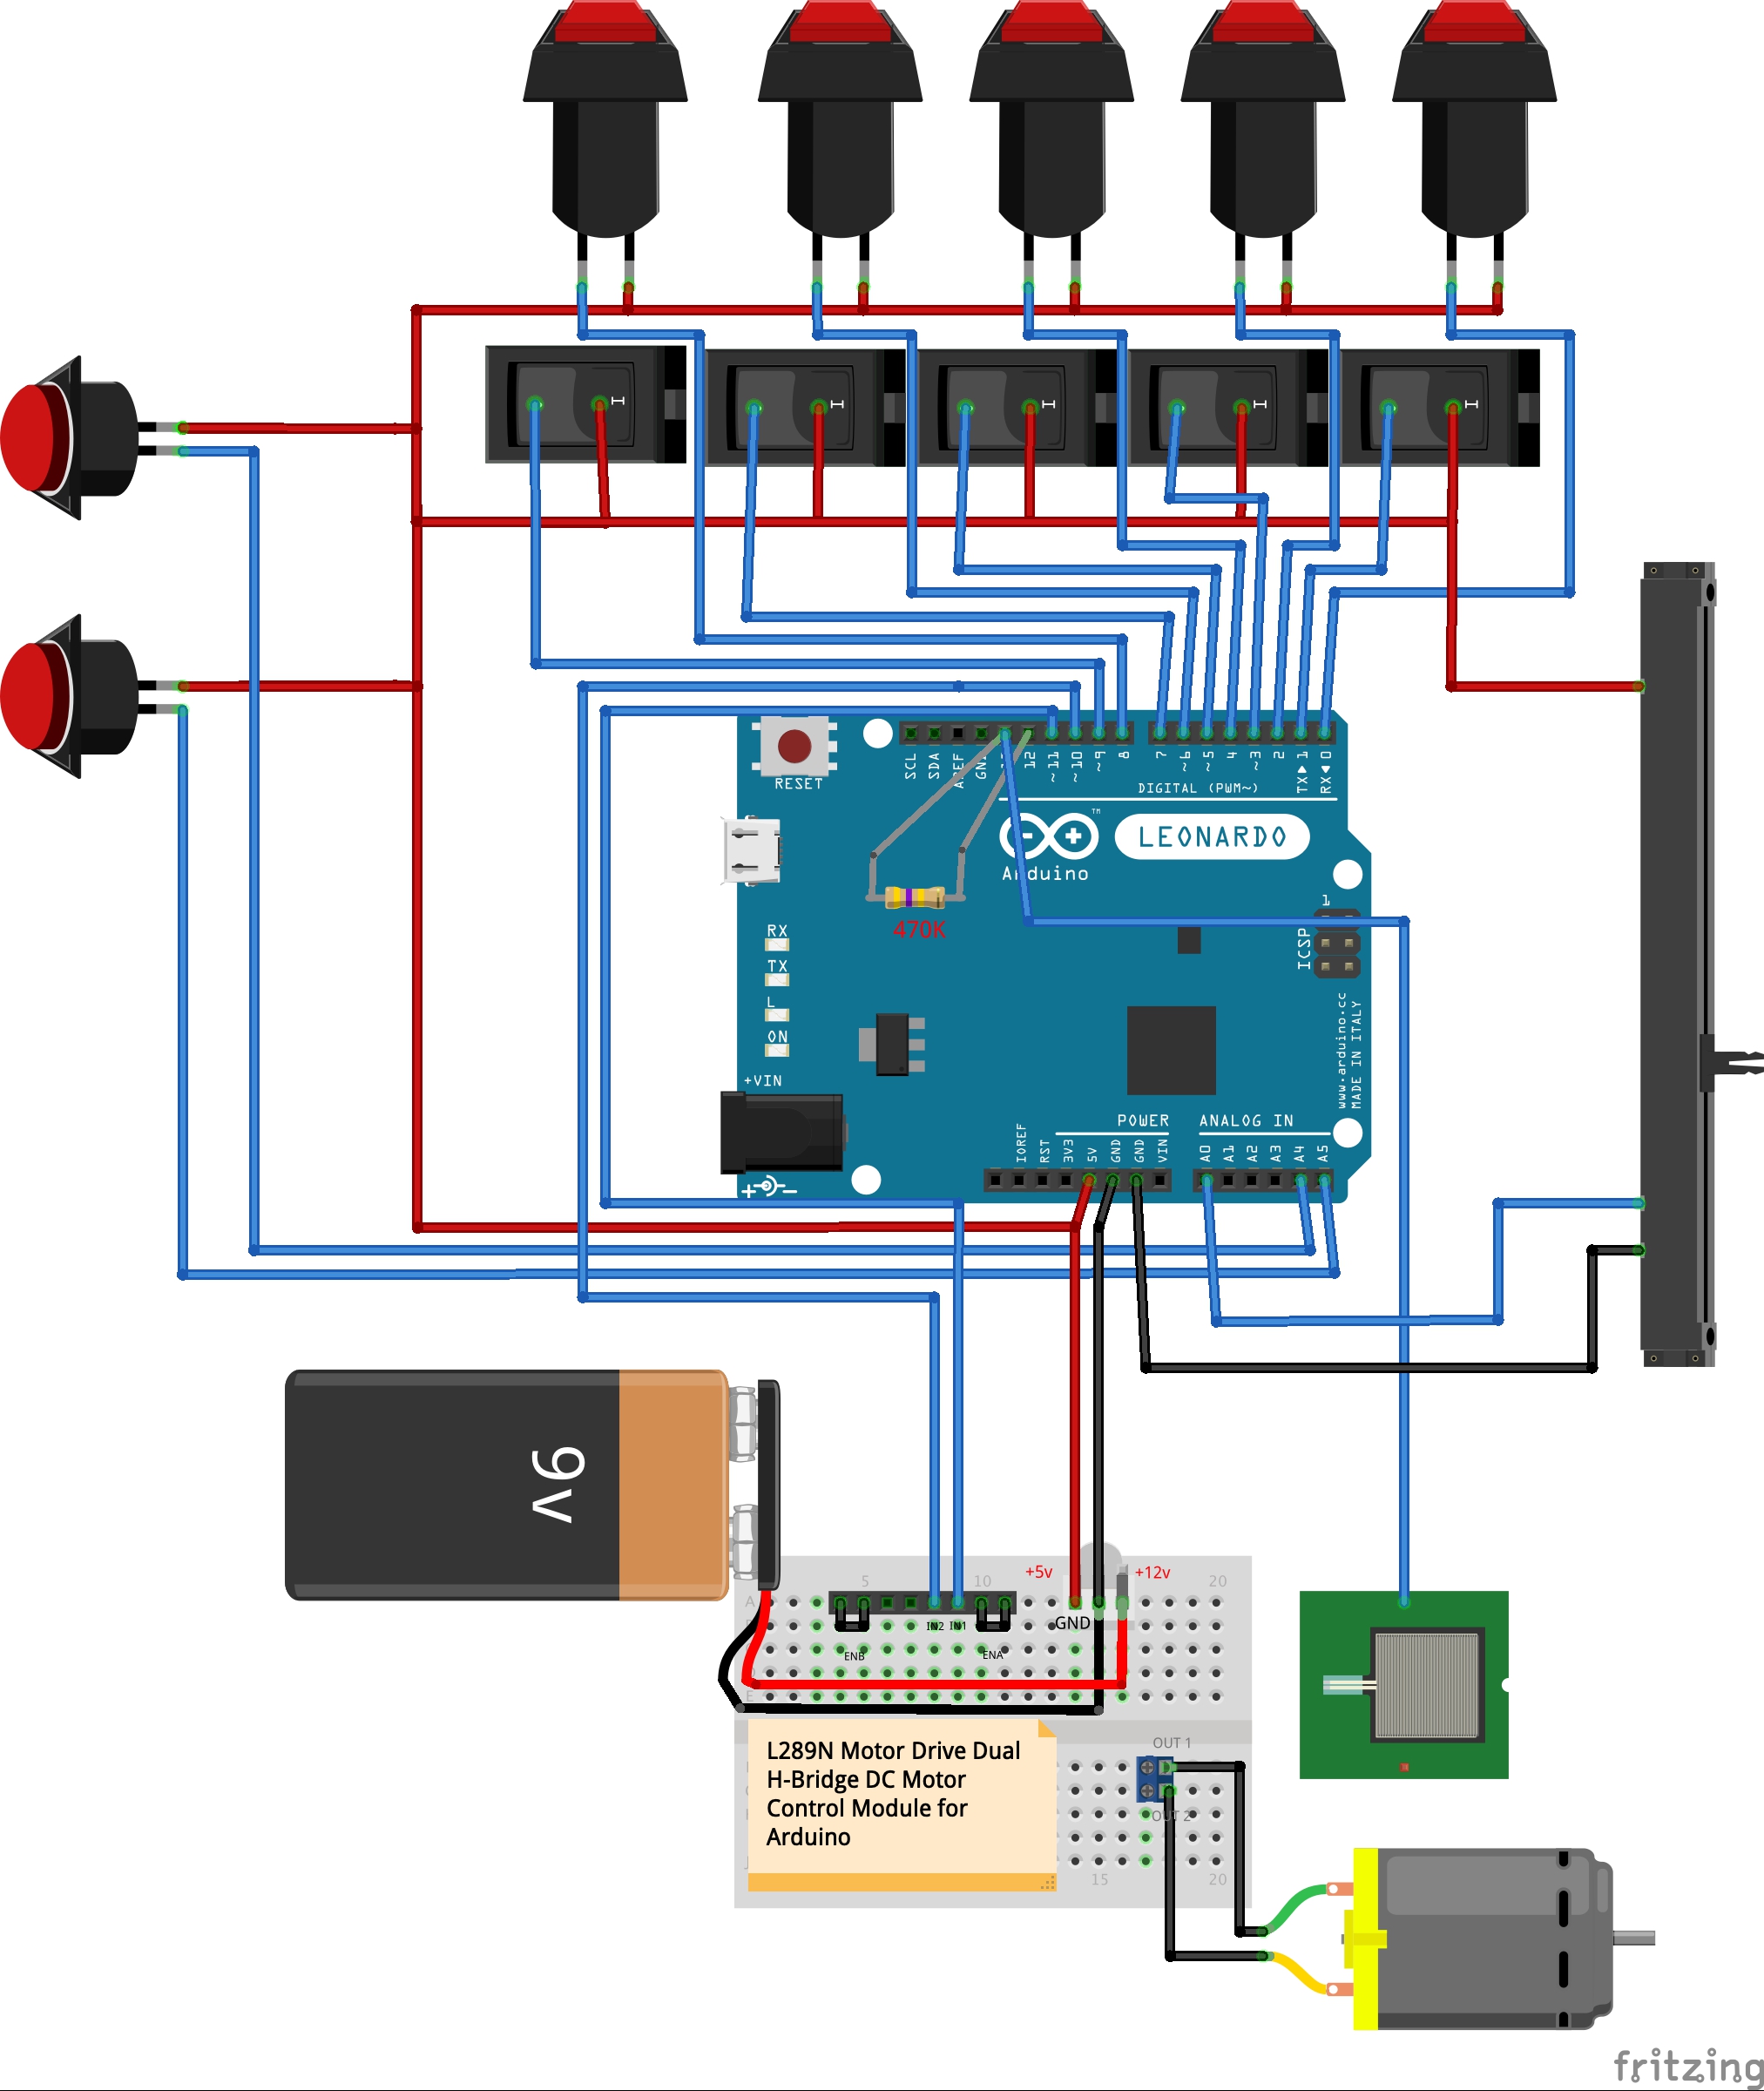 I
I
I
I
I
RESET
SCL
SDA
AREF
GND
12
~11
~10
~9
8
7
~6
~5
4
~3
2
TX▶1
RX◀0
DIGITAL (PWM~)
TM
LEONARDO
Arduino
470K
1
ICSP
RX
TX
L
ON
+VIN
www.arduino.cc
MADE IN ITALY
POWER
ANALOG IN
IOREF
RST
3V3
5V
GND
GND
VIN
A0
A1
A2
A3
A4
A5
+ -
9v
+5v
+12v
5
10
20
A
GND
IN2
IN1
ENB
ENA
E
L289N Motor Drive Dual
H-Bridge DC Motor
Control Module for
Arduino
OUT 1
OUT 2
15
20
fritzing